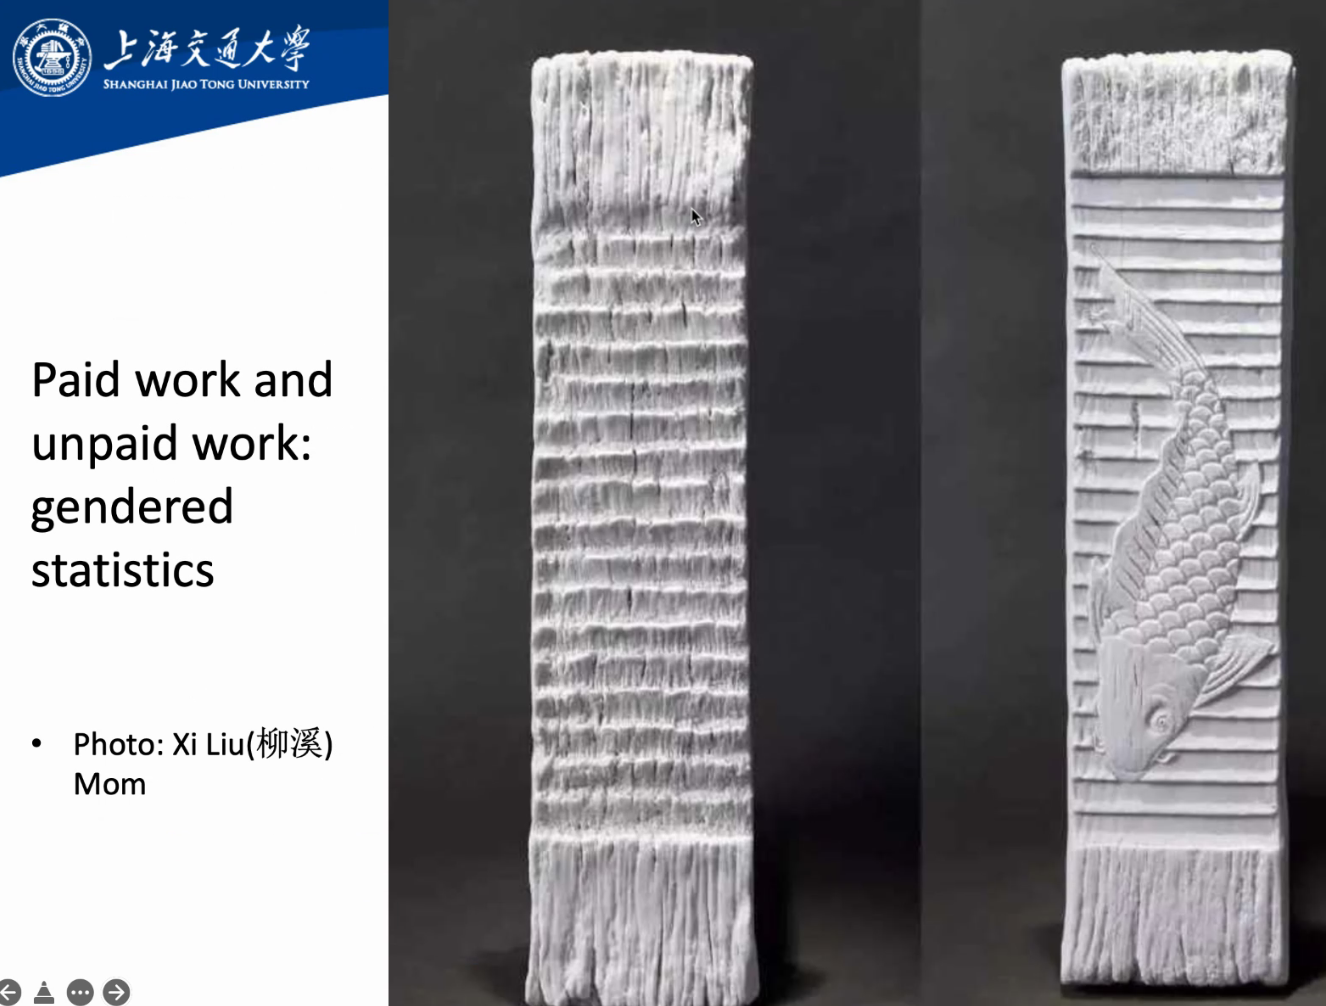 上海交通大學
SHANGHAI JIAO TONG UNIVERSITY
Paid work and
unpaid work:
gendered
statistics
• Photo: Xi Liu(柳溪)
Mom